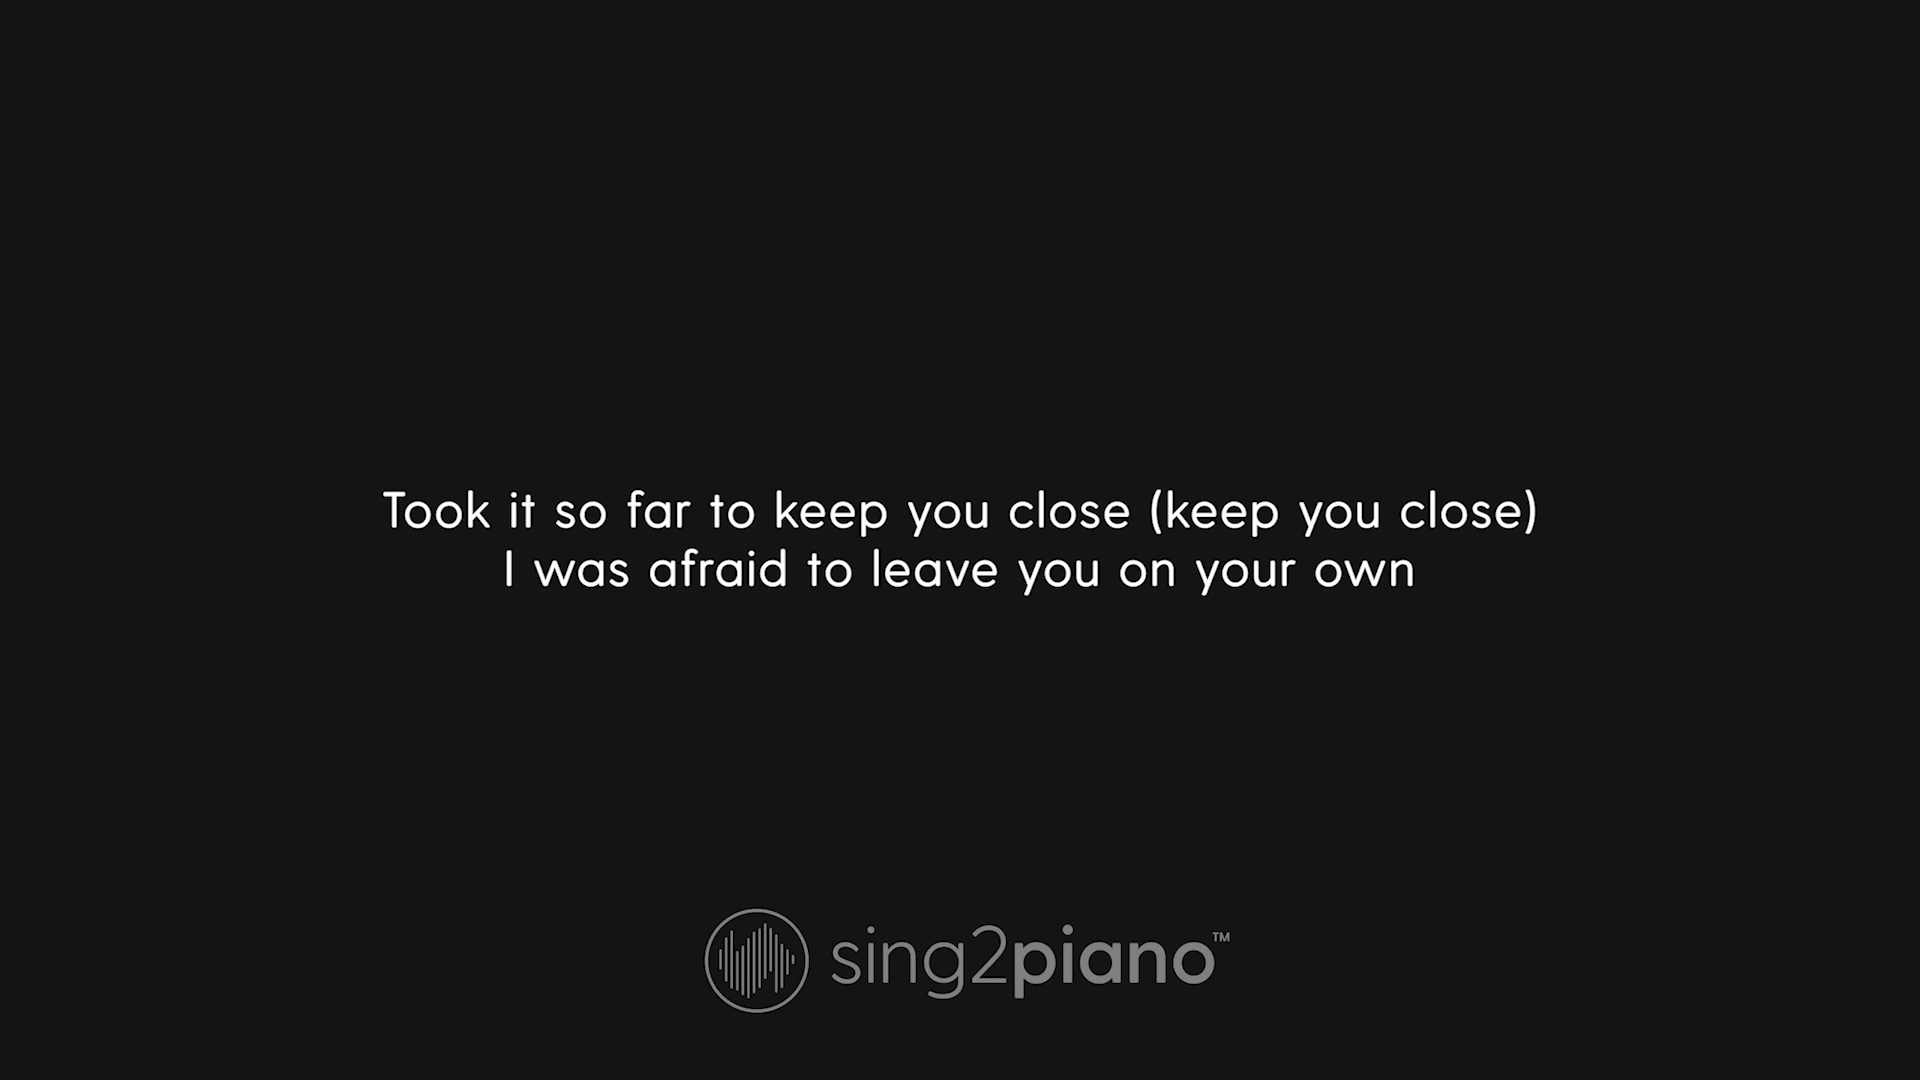 Took it so far to keep you close (keep you close)
I was afraid to leave you on your own
sing2piano™